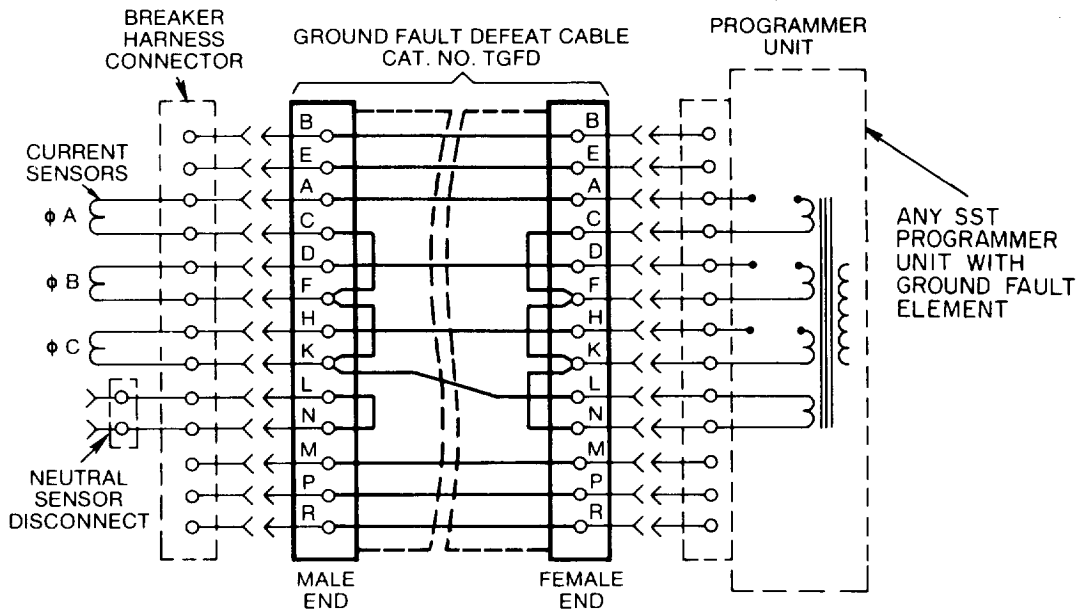 BREAKER
HARNESS
CONNECTOR
GROUND FAULT DEFEAT CABLE
CAT. NO. TGFD
PROGRAMMER
UNIT
CURRENT
SENSORS
ϕ A
ϕ B
ϕ C
NEUTRAL
SENSOR
DISCONNECT
B
E
A
C
D
F
H
K
L
N
M
P
R
MALE
END
B
E
A
C
D
F
H
K
L
N
M
P
R
FEMALE
END
ANY SST
PROGRAMMER
UNIT WITH
GROUND FAULT
ELEMENT